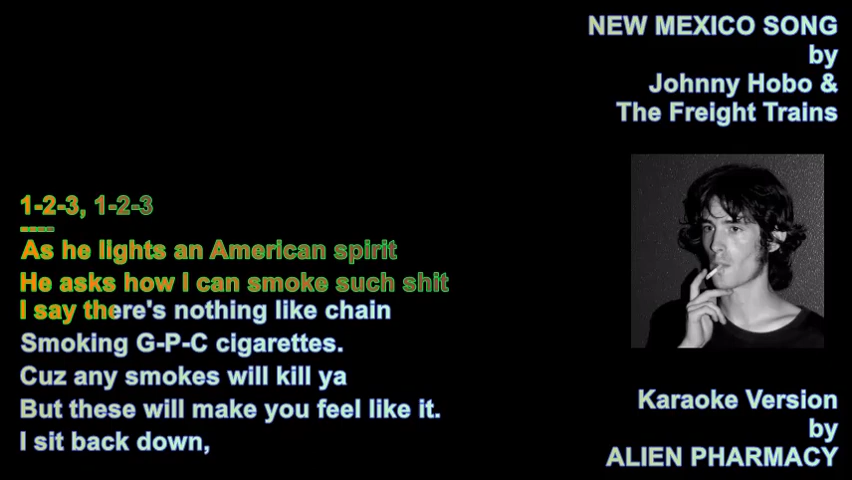 NEW MEXICO SONG
by
Johnny Hobo &
The Freight Trains
1-2-3, 1-2-3
----
As he lights an American spirit
He asks how I can smoke such shit
I say there's nothing like chain
Smoking G-P-C cigarettes.
Cuz any smokes will kill ya
But these will make you feel like it.
I sit back down,
Karaoke Version
by
ALIEN PHARMACY